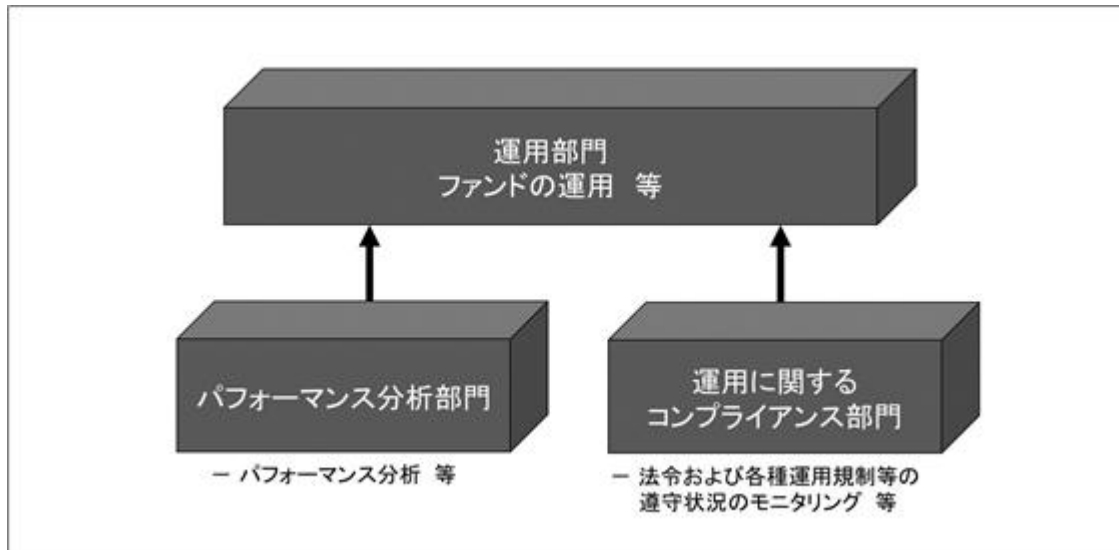 運用部門
ファンドの運用 等
パフォーマンス分析部門
－ パフォーマンス分析 等
運用に関する
コンプライアンス部門
－ 法令および各種運用規制等の
遵守状況のモニタリング 等